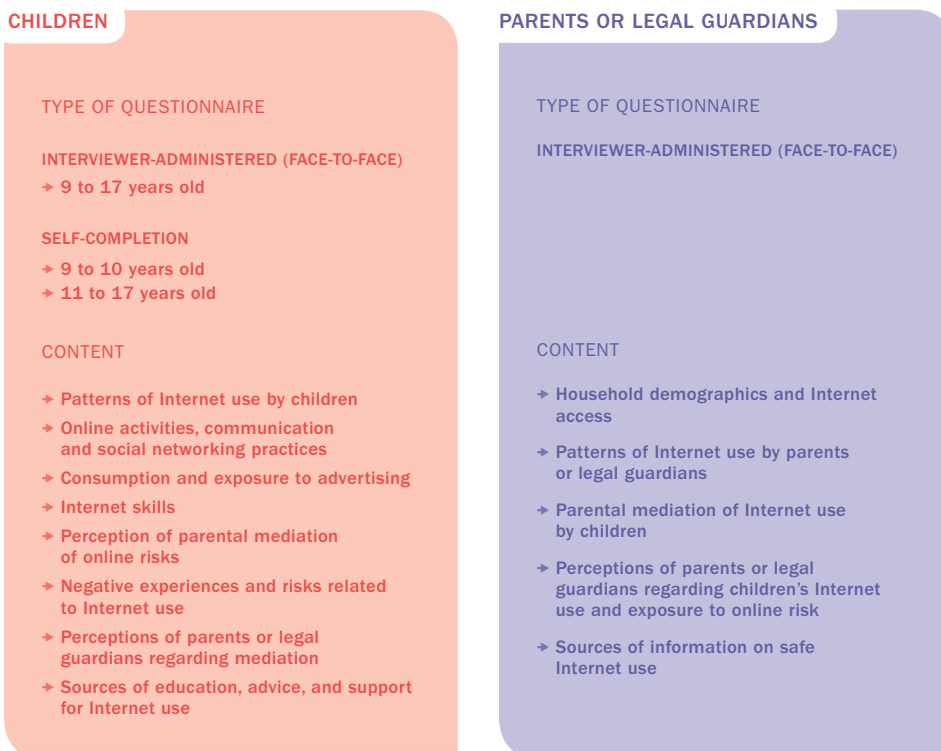 CHILDREN
TYPE OF QUESTIONNAIRE
INTERVIEWER-ADMINISTERED (FACE-TO-FACE)
→ 9 to 17 years old
SELF-COMPLETION
→ 9 to 10 years old
→ 11 to 17 years old
CONTENT
→ Patterns of Internet use by children
→ Online activities, communication
and social networking practices
→ Consumption and exposure to advertising
→ Internet skills
→ Perception of parental mediation
of online risks
→ Negative experiences and risks related
to Internet use
→ Perceptions of parents or legal
guardians regarding mediation
→ Sources of education, advice, and support
for Internet use
PARENTS OR LEGAL GUARDIANS
TYPE OF QUESTIONNAIRE
INTERVIEWER-ADMINISTERED (FACE-TO-FACE)
CONTENT
→ Household demographics and Internet
access
→ Patterns of Internet use by parents
or legal guardians
→ Parental mediation of Internet use
by children
→ Perceptions of parents or legal
guardians regarding children’s Internet
use and exposure to online risk
→ Sources of information on safe
Internet use